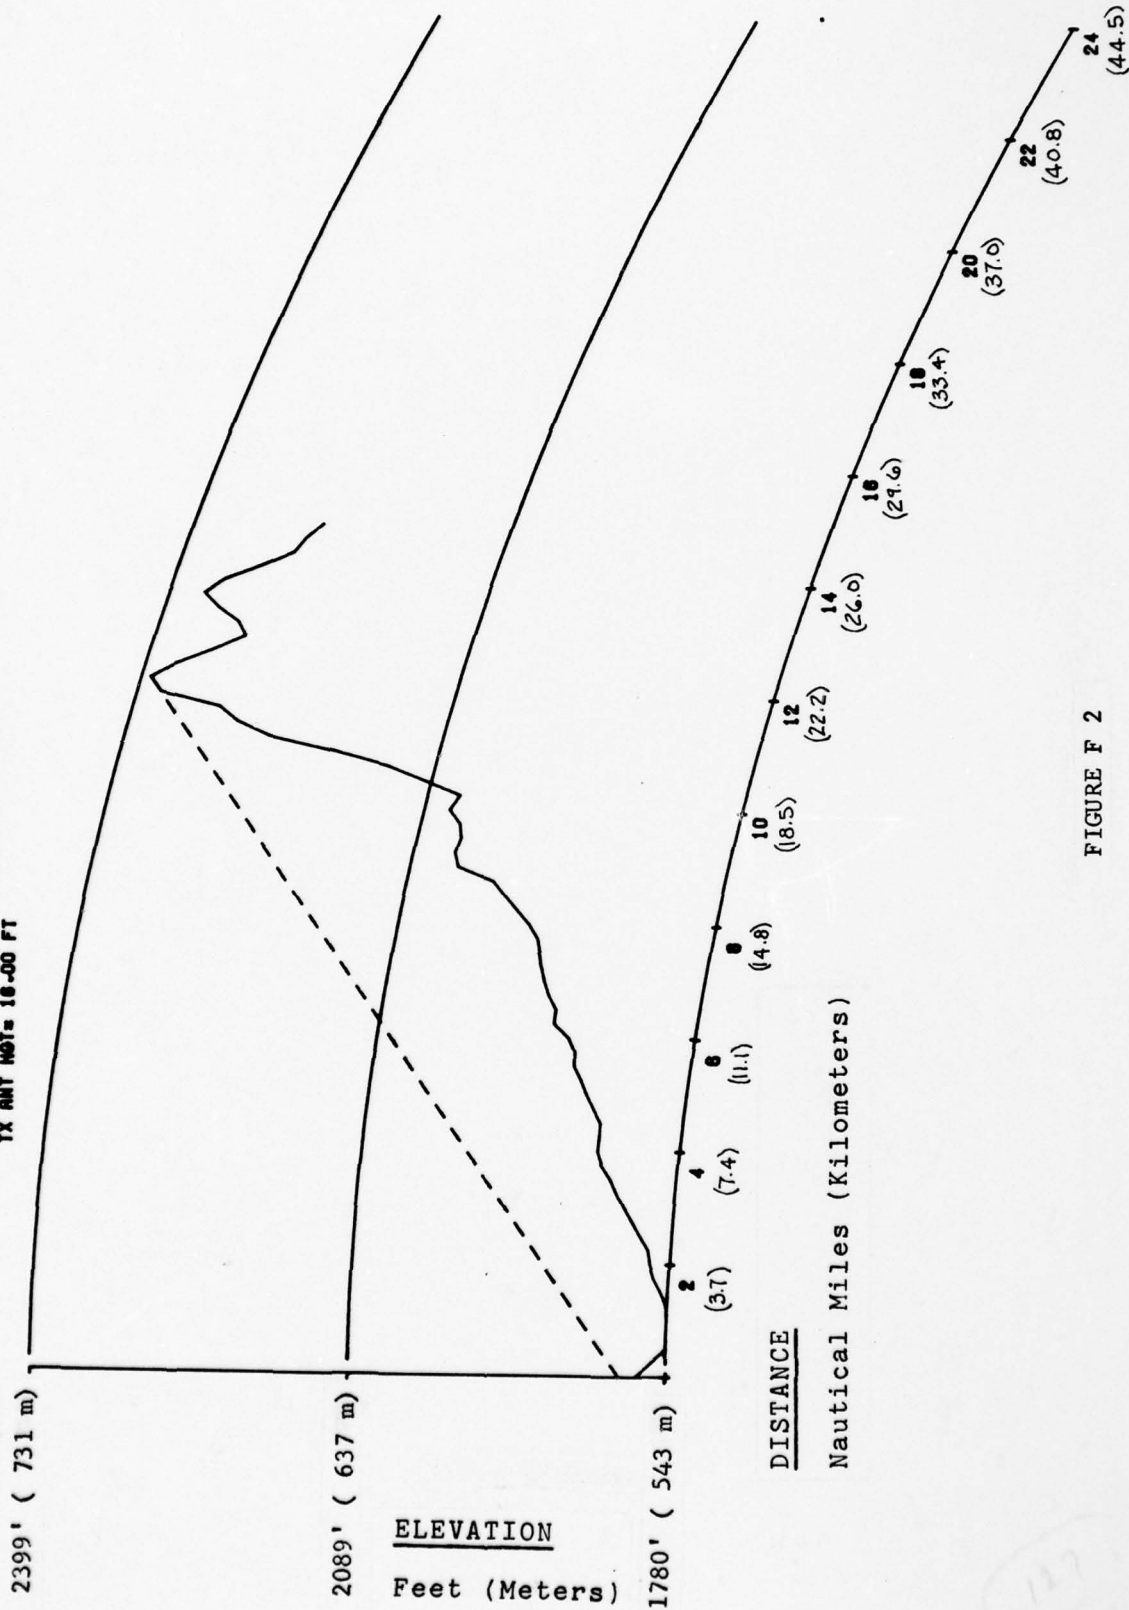 TX ANT HGT= 16.00 FT
2399' ( 731 m)
2089' ( 637 m)
1780' ( 543 m)
ELEVATION
Feet (Meters)
2
(3.7)
4
(7.4)
6
(11.1)
8
(14.8)
10
(18.5)
12
(22.2)
14
(26.0)
16
(29.6)
18
(33.4)
20
(37.0)
22
(40.8)
24
(44.5)
DISTANCE
Nautical Miles (Kilometers)
FIGURE F 2